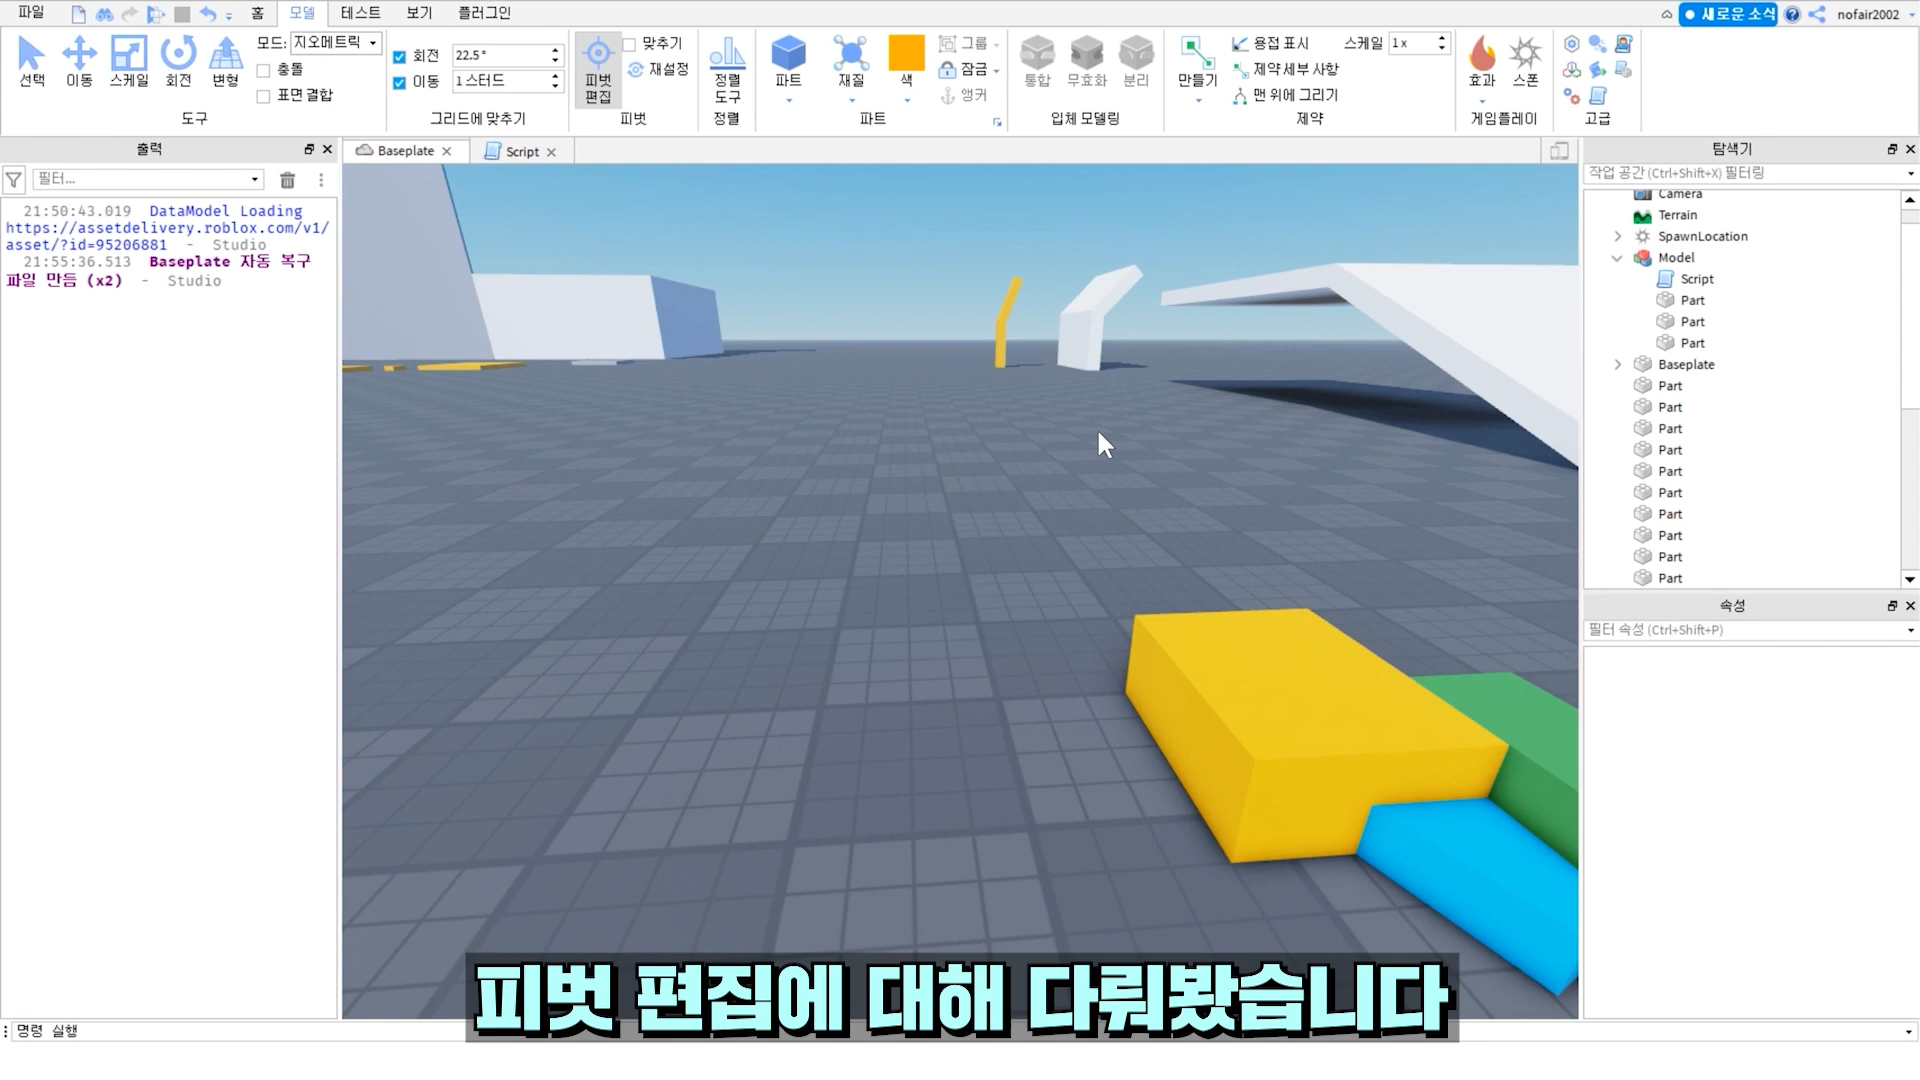 파일 홈 모델 테스트 보기 플러그인 새로운 소식 nofair2002
모드: 지오메트릭 회전 22.5° 맞추기 그룹 용접 표시 스케일 1x
선택 이동 스케일 회전 변형 충돌 이동 1 스터드 피벗 편집 재설정 정렬 도구 파트 재질 색 잠금 통합 무효화 분리 만들기 제약 세부 사항 효과 스폰
표면 결합 앵커 맨 위에 그리기
도구 그리드에 맞추기 피벗 정렬 파트 입체 모델링 제약 게임플레이 고급
출력 Baseplate Script 탐색기
필터... 작업 공간 (Ctrl+Shift+X) 필터링
21:50:43.019 DataModel Loading
https://assetdelivery.roblox.com/v1/
asset/?id=95206881 - Studio
21:55:36.513 Baseplate 자동 복구
파일 만듬 (x2) - Studio
Camera
Terrain
SpawnLocation
Model
Script
Part
Part
Part
Baseplate
Part
Part
Part
Part
Part
Part
Part
Part
Part
Part
속성
필터 속성 (Ctrl+Shift+P)
피벗 편집에 대해 다뤄봤습니다
명령 실행